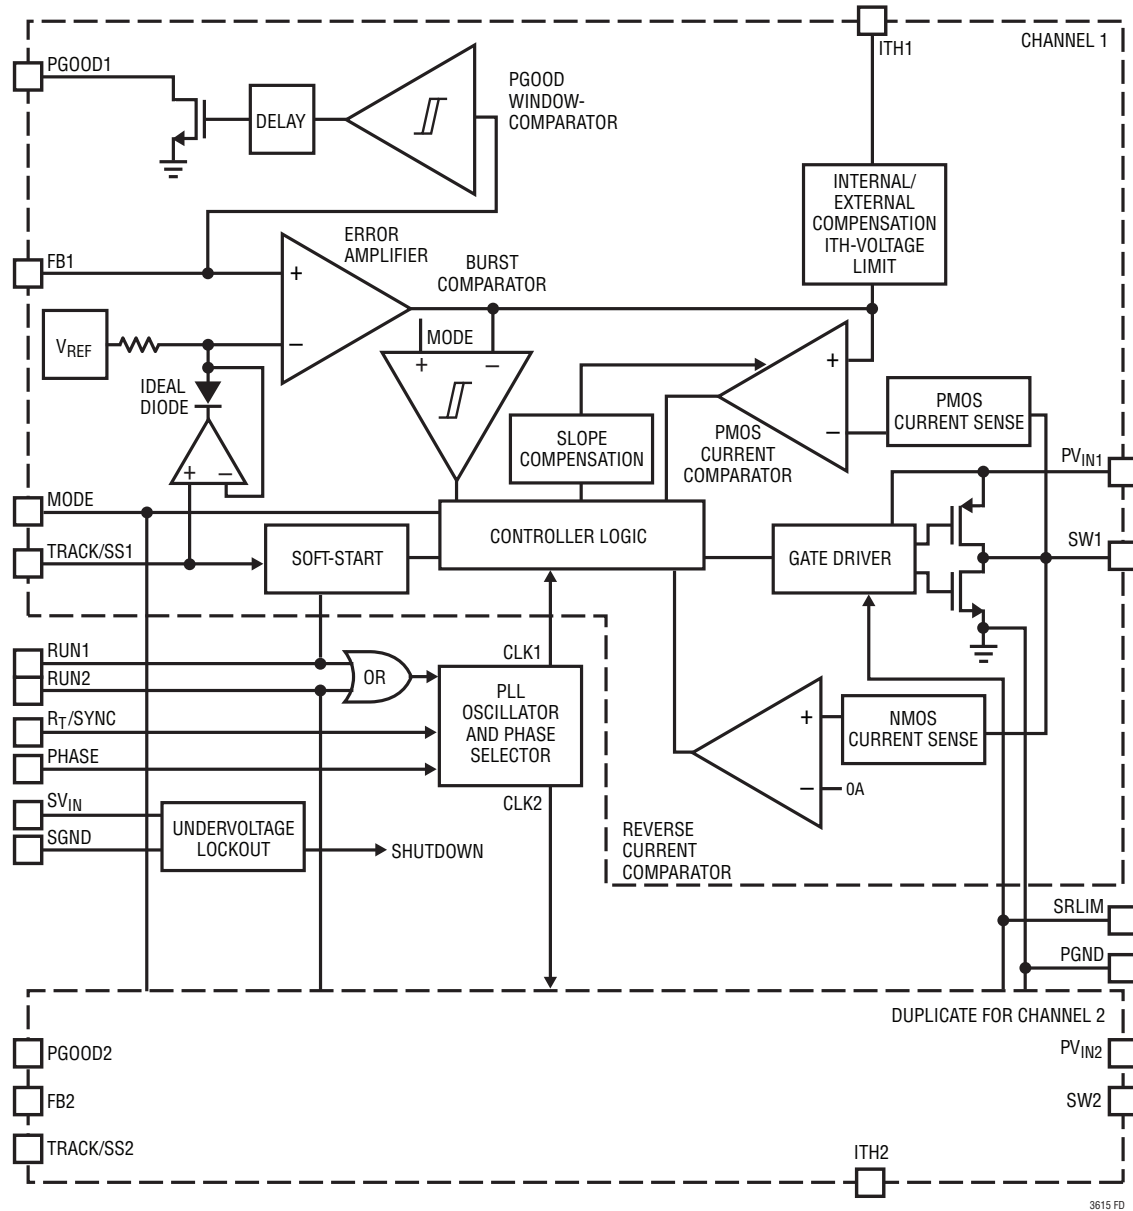 CHANNEL 1
ITH1
PGOOD1
DELAY
PGOOD
WINDOW-
COMPARATOR
INTERNAL/
EXTERNAL
COMPENSATION
ITH-VOLTAGE
LIMIT
FB1
+
−
ERROR
AMPLIFIER
BURST
COMPARATOR
VREF
MODE
+
−
IDEAL
DIODE
+
−
SLOPE
COMPENSATION
+
−
PMOS
CURRENT
COMPARATOR
PMOS
CURRENT SENSE
PVIN1
MODE
CONTROLLER LOGIC
TRACK/SS1
SOFT-START
GATE DRIVER
SW1
RUN1
RUN2
OR
CLK1
PLL
OSCILLATOR
AND PHASE
SELECTOR
CLK2
RT/SYNC
PHASE
+
−
NMOS
CURRENT SENSE
0A
SVIN
SGND
UNDERVOLTAGE
LOCKOUT
SHUTDOWN
REVERSE
CURRENT
COMPARATOR
SRLIM
PGND
DUPLICATE FOR CHANNEL 2
PGOOD2
PVIN2
FB2
SW2
TRACK/SS2
ITH2
3615 FD